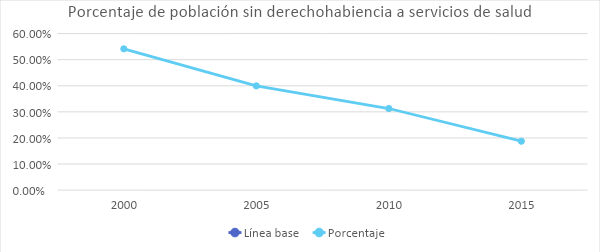 Porcentaje de población sin derechohabiencia a servicios de salud
60.00%
50.00%
40.00%
30.00%
20.00%
10.00%
0.00%
2000 2005 2010 2015
Línea base Porcentaje